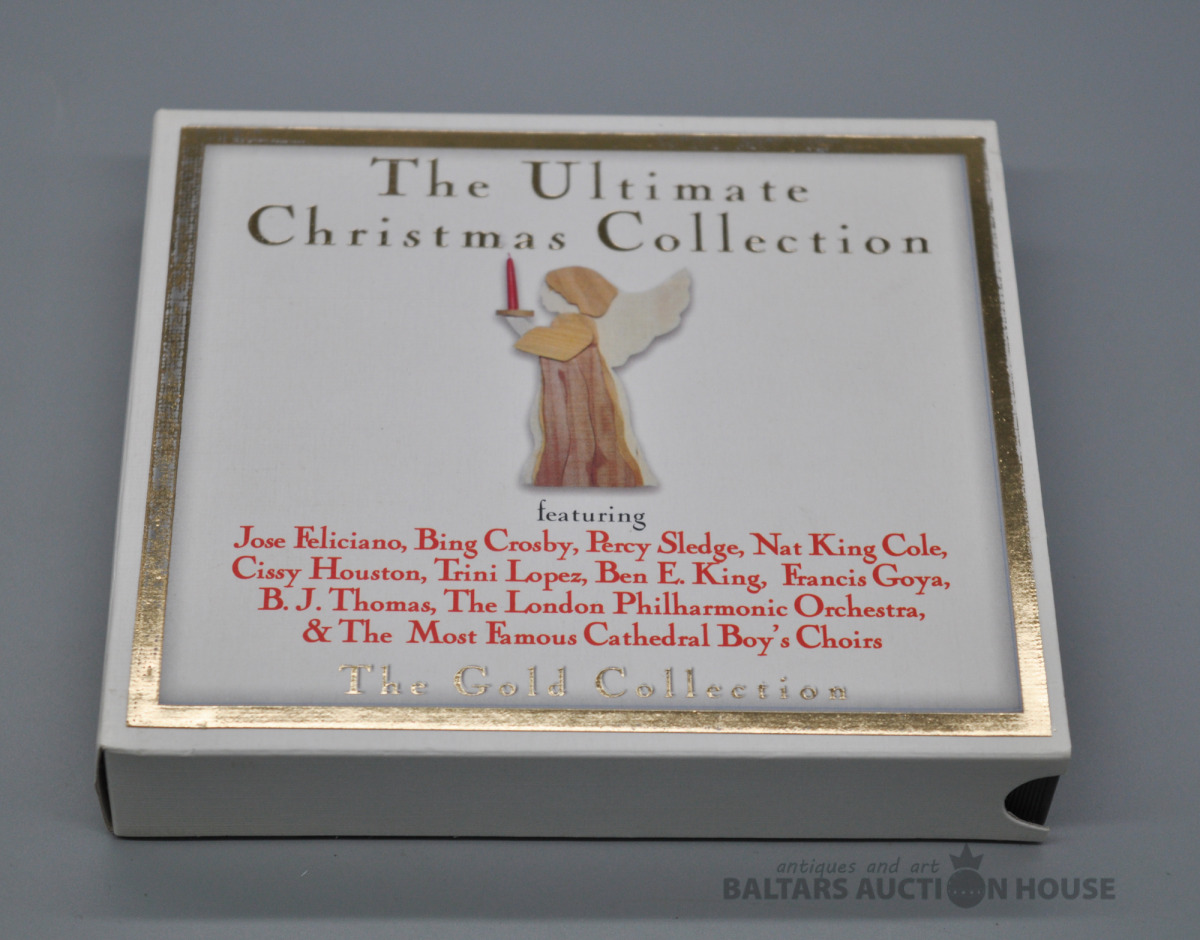 The Ultimate
Christmas Collection
featuring
Jose Feliciano, Bing Crosby, Percy Sledge, Nat King Cole,
Cissy Houston, Trini Lopez, Ben E. King, Francis Goya,
B. J. Thomas, The London Philharmonic Orchestra,
& The Most Famous Cathedral Boy's Choirs
The Gold Collection
antiques and art
BALTARS AUCTION HOUSE